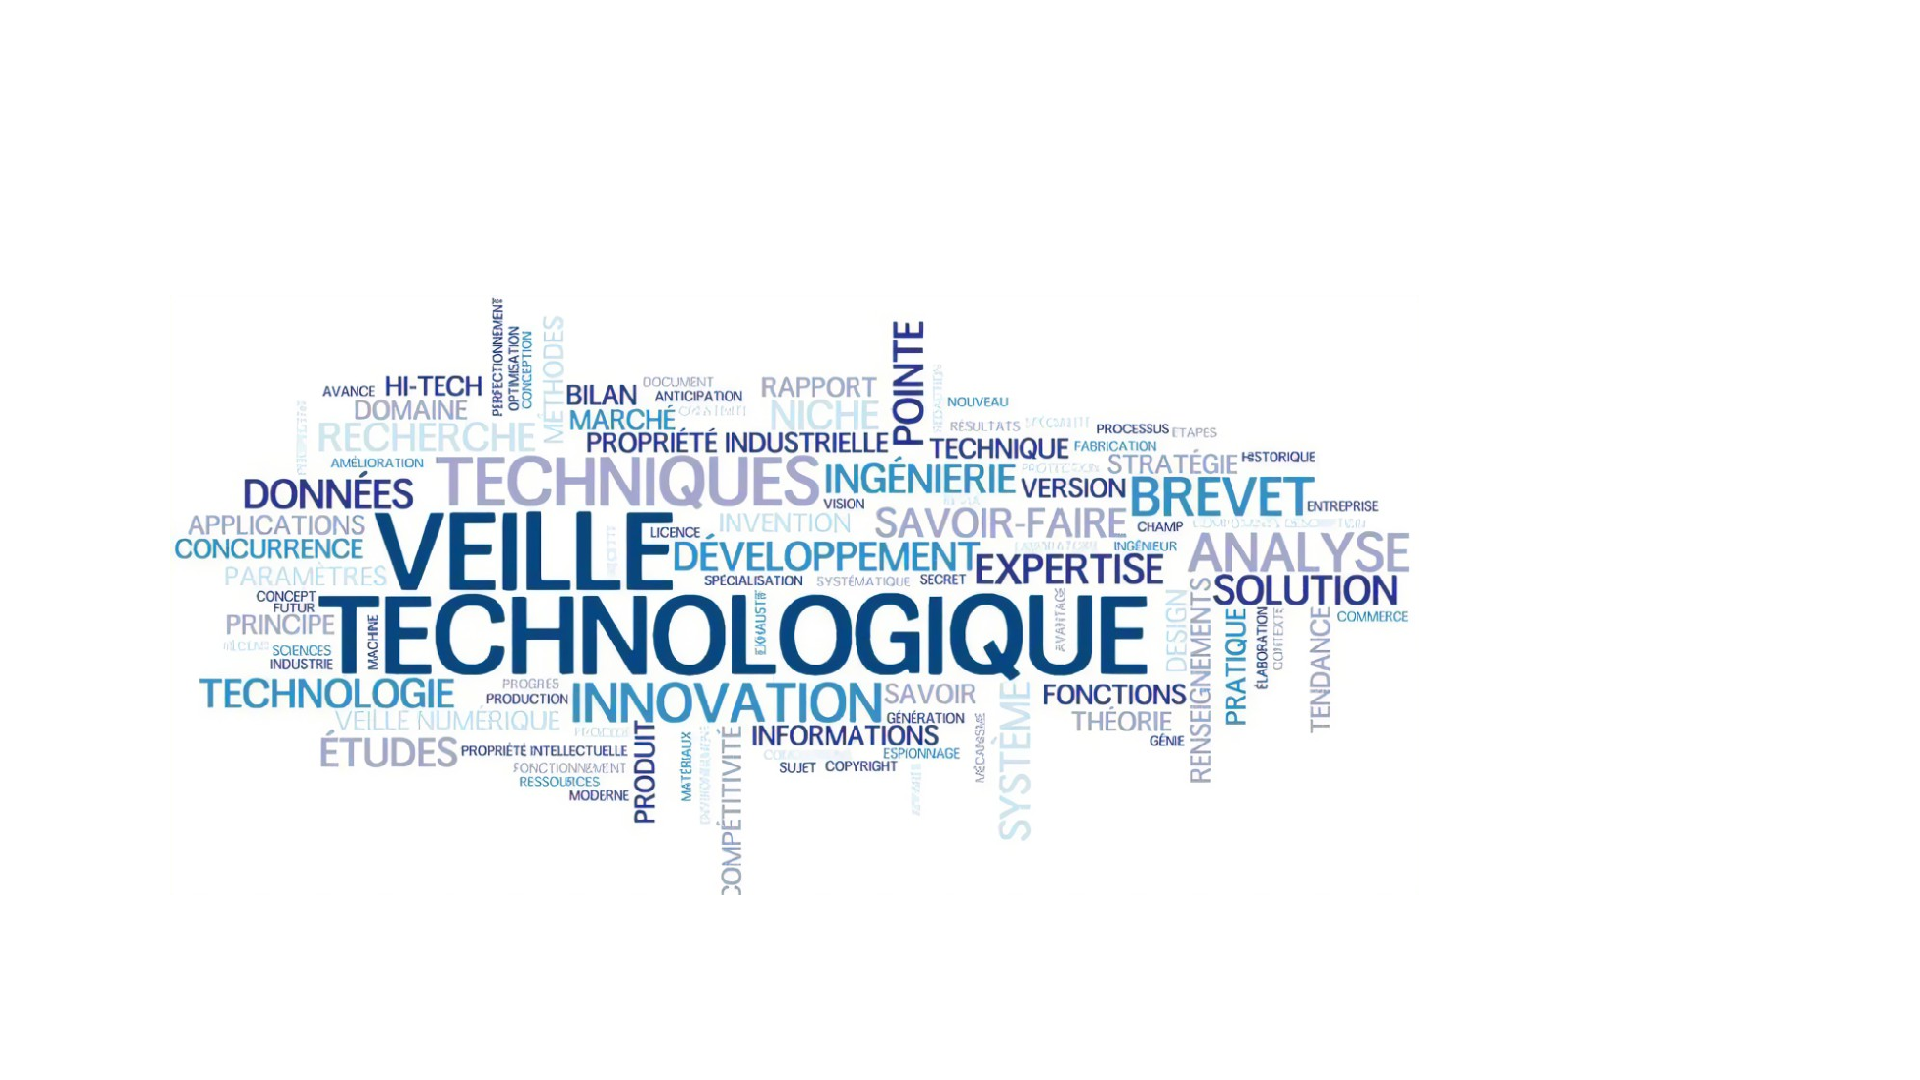 PERFECTIONNEMENT
OPTIMISATION
CONCEPTION
MÉTHODES
POINTE
AVANCE
HI-TECH
BILAN
DOCUMENT
ANTICIPATION
RAPPORT
NOUVEAU
DOMAINE
MARCHÉ
NICHE
RECHERCHE
PROPRIÉTÉ INDUSTRIELLE
RÉSULTATS
PROCESSUS
ETAPES
TECHNIQUE
FABRICATION
AMÉLIORATION
TECHNIQUES
INGÉNIERIE
STRATÉGIE
HISTORIQUE
DONNÉES
VISION
VERSION
BREVET
ENTREPRISE
APPLICATIONS
VEILLE
LICENCE
INVENTION
SAVOIR-FAIRE
CHAMP
CONCURRENCE
DÉVELOPPEMENT
INGÉNIEUR
ANALYSE
PARAMÈTRES
SPÉCIALISATION
SYSTÉMATIQUE
SECRET
EXPERTISE
SOLUTION
CONCEPT
FUTUR
PRINCIPE
MACHINE
TECHNOLOGIQUE
AVANTAGE
DESIGN
RENSEIGNEMENTS
PRATIQUE
ÉLABORATION
CONTEXTE
TENDANCE
COMMERCE
SCIENCES
INDUSTRIE
TECHNOLOGIE
PROGRES
PRODUCTION
INNOVATION
SAVOIR
FONCTIONS
VEILLE NUMÉRIQUE
GÉNÉRATION
SYSTÈME
THÉORIE
ÉTUDES
PROPRIÉTÉ INTELLECTUELLE
PRODUIT
MATÉRIAUX
COMPÉTITIVITÉ
INFORMATIONS
GÉNIE
ESPIONNAGE
MÉCANISME
FONCTIONNEMENT
SUJET
COPYRIGHT
RESSOURCES
MODERNE